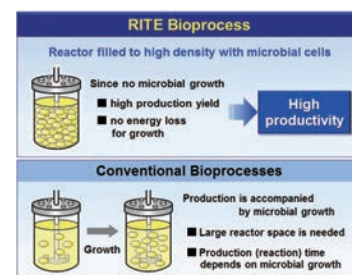 RITE Bioprocess
Reactor filled to high density with microbial cells
Since no microbial growth
■ high production yield
■ no energy loss
for growth
High
productivity
Conventional Bioprocesses
Growth
Production is accompanied
by microbial growth
■ Large reactor space is needed
■ Production (reaction) time
depends on microbial growth